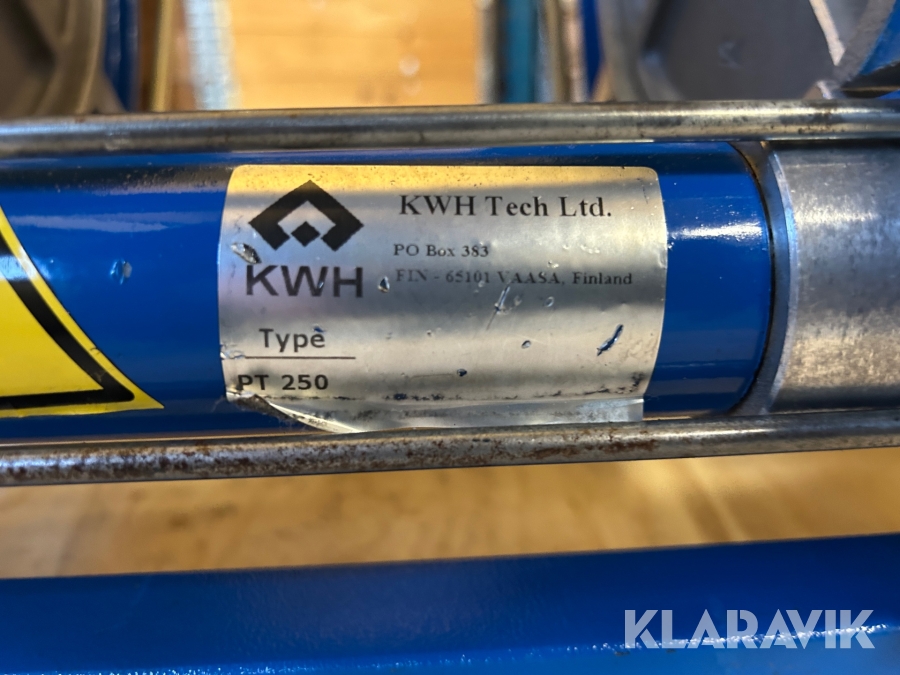 KWH Tech Ltd.
PO Box 383
FIN - 65101 VAASA, Finland
KWH
Type
PT 250
KLARAVIK